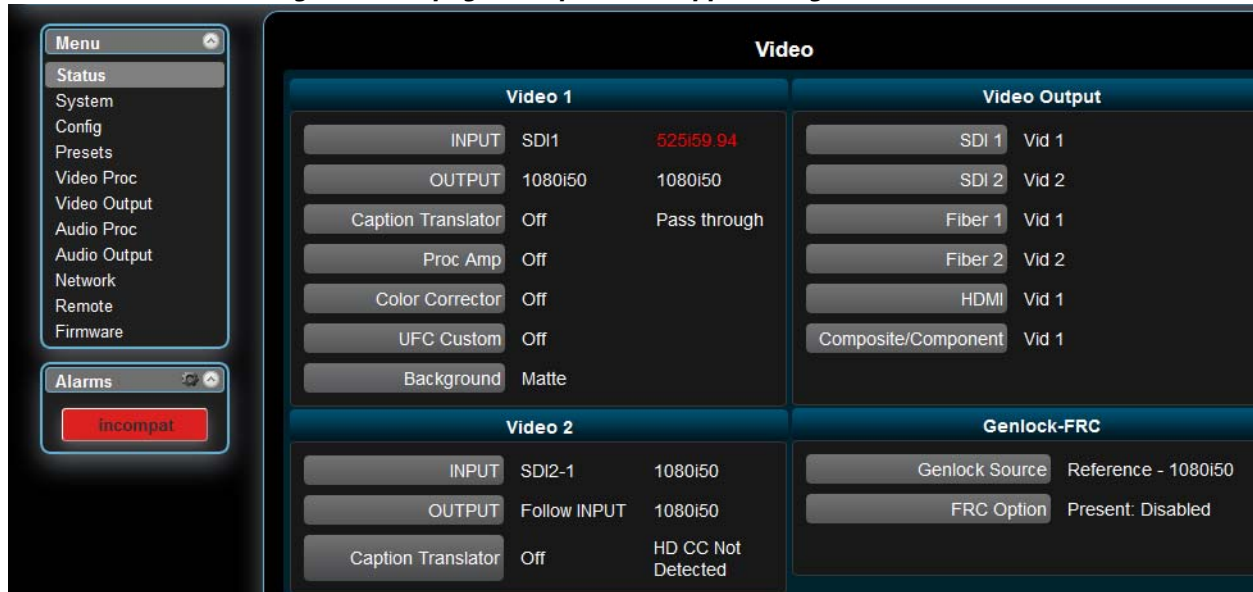 Menu
Status
System
Config
Presets
Video Proc
Video Output
Audio Proc
Audio Output
Network
Remote
Firmware
Alarms
incompat
Video
Video 1
INPUT SDI1 525i59.94
OUTPUT 1080i50 1080i50
Caption Translator Off Pass through
Proc Amp Off
Color Corrector Off
UFC Custom Off
Background Matte
Video Output
SDI 1 Vid 1
SDI 2 Vid 2
Fiber 1 Vid 1
Fiber 2 Vid 2
HDMI Vid 1
Composite/Component Vid 1
Video 2
INPUT SDI2-1 1080i50
OUTPUT Follow INPUT 1080i50
Caption Translator Off HD CC Not
Detected
Genlock-FRC
Genlock Source Reference - 1080i50
FRC Option Present: Disabled